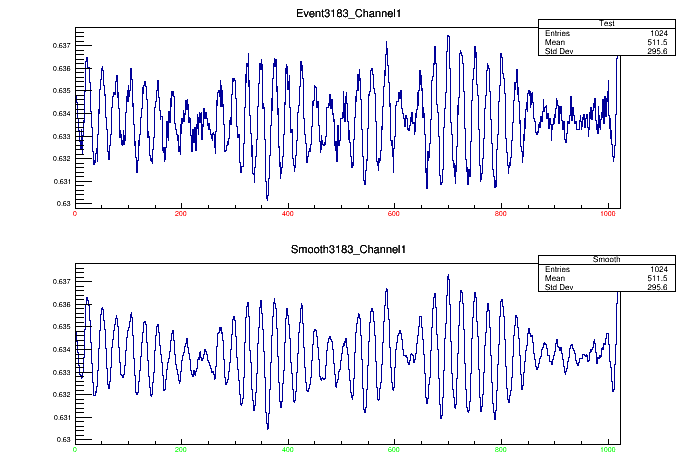 Event3183_Channel1
Test
Entries 1024
Mean 511.5
Std Dev 295.6
0.637
0.636
0.635
0.634
0.633
0.632
0.631
0.63
0 200 400 600 800 1000
Smooth3183_Channel1
Smooth
Entries 1024
Mean 511.5
Std Dev 295.6
0.637
0.636
0.635
0.634
0.633
0.632
0.631
0.63
0 200 400 600 800 1000